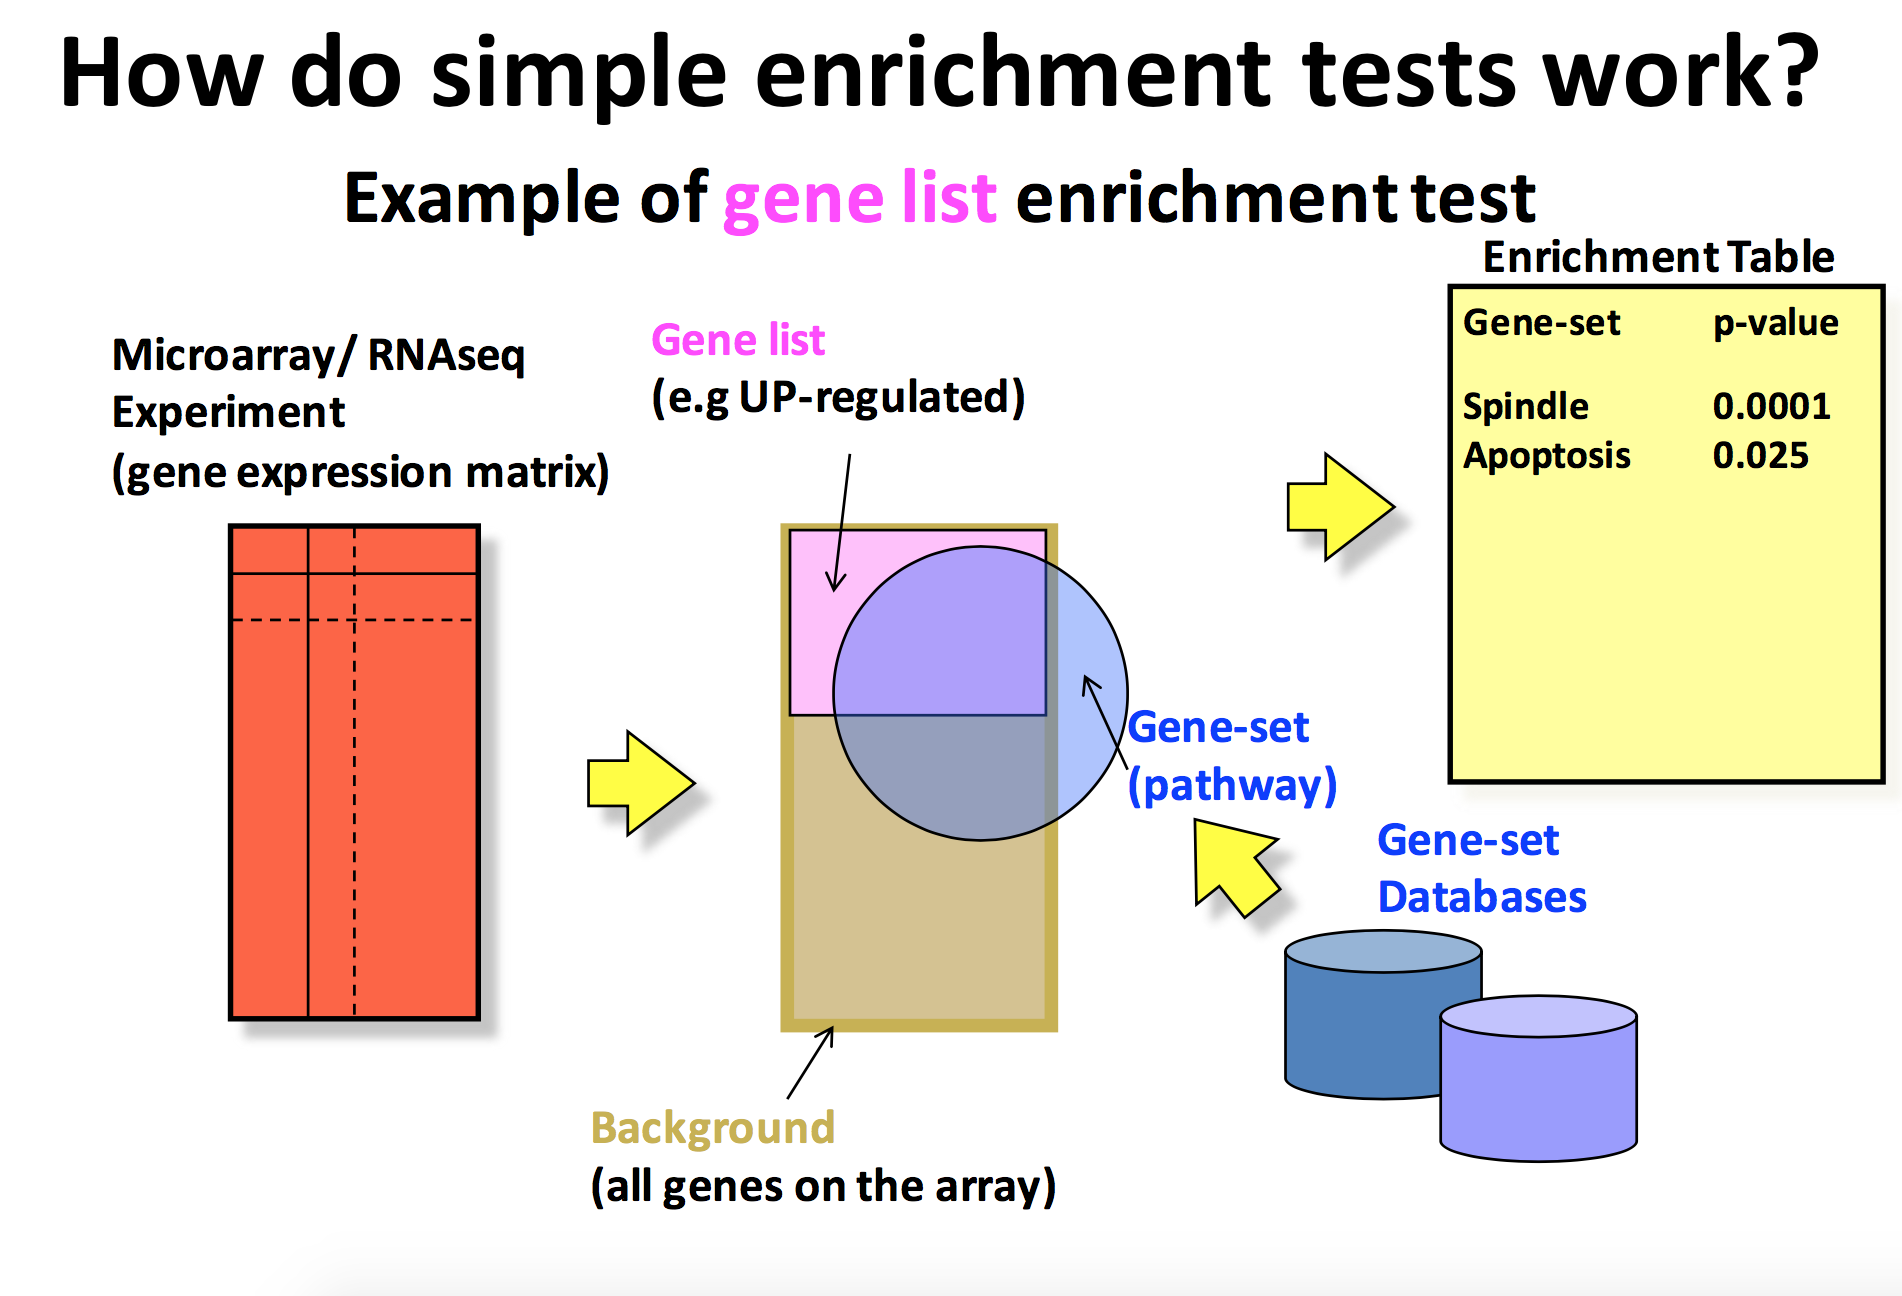 How do simple enrichment tests work?
Example of gene list enrichment test
Enrichment Table
Gene-set p-value
Spindle 0.0001
Apoptosis 0.025
Microarray/ RNAseq
Experiment
(gene expression matrix)
Gene list
(e.g UP-regulated)
Gene-set
(pathway)
Gene-set
Databases
Background
(all genes on the array)